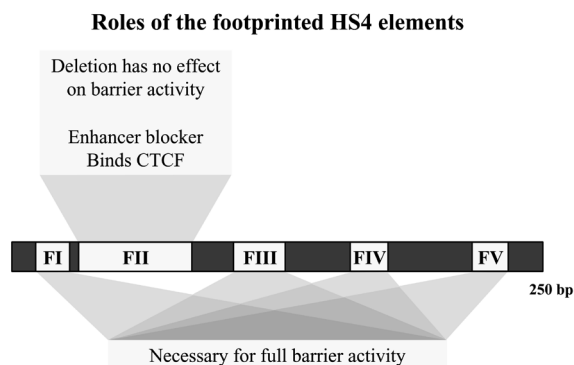 Roles of the footprinted HS4 elements
Deletion has no effect
on barrier activity
Enhancer blocker
Binds CTCF
FI FII FIII FIV FV
250 bp
Necessary for full barrier activity